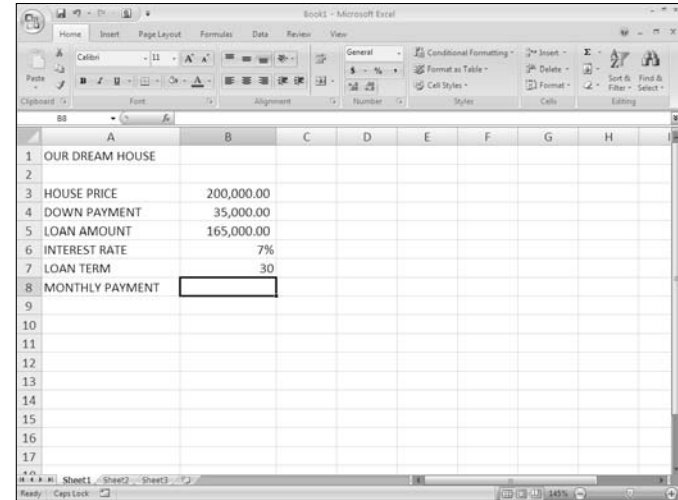 Book1 - Microsoft Excel
Home Insert Page Layout Formulas Data Review View
Calibri 11 A A General Conditional Formatting Insert Σ
Paste B I U A $ % , Format as Table Delete Sort & Find &
Cell Styles Format Filter Select
Clipboard Font Alignment Number Styles Cells Editing
B8 fx
A B C D E F G H I
1 OUR DREAM HOUSE
2
3 HOUSE PRICE 200,000.00
4 DOWN PAYMENT 35,000.00
5 LOAN AMOUNT 165,000.00
6 INTEREST RATE 7%
7 LOAN TERM 30
8 MONTHLY PAYMENT
9
10
11
12
13
14
15
16
17
Sheet1 Sheet2 Sheet3
Ready Caps Lock 145%